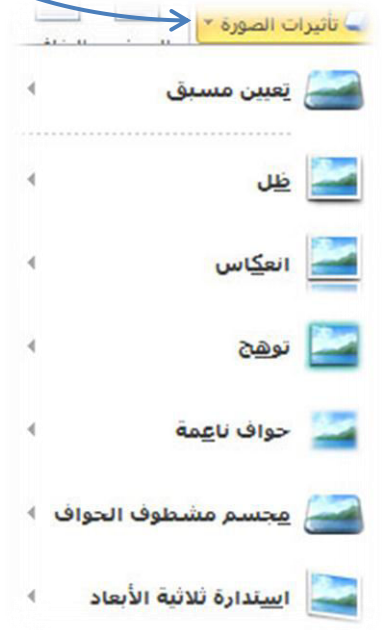 تأثيرات الصورة
تعيين مسبق
ظل
انعكاس
توهج
حواف ناعمة
مجسم مشطوف الحواف
استدارة ثلاثية الأبعاد